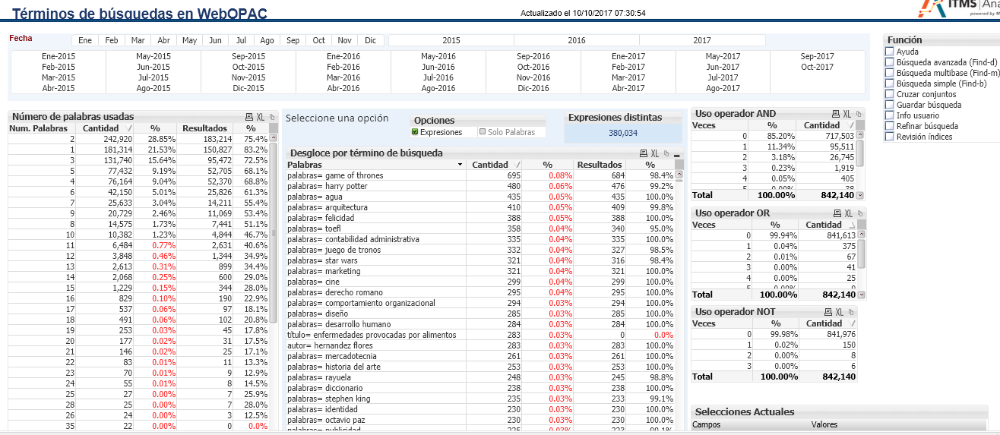 Términos de búsquedas en WebOPAC
Actualizado el 10/10/2017 07:30:54
ITMS
powered by
Fecha
Ene Feb Mar Abr May Jun Jul Ago Sep Oct Nov Dic
2015 2016 2017
Ene-2015 May-2015 Sep-2015 Ene-2016 May-2016 Sep-2016 Ene-2017 May-2017 Sep-2017
Feb-2015 Jun-2015 Oct-2015 Feb-2016 Jun-2016 Oct-2016 Feb-2017 Jun-2017 Oct-2017
Mar-2015 Jul-2015 Nov-2015 Mar-2016 Jul-2016 Nov-2016 Mar-2017 Jul-2017
Abr-2015 Ago-2015 Dic-2015 Abr-2016 Ago-2016 Dic-2016 Abr-2017 Ago-2017
Función
Ayuda
Búsqueda avanzada (Find-d)
Búsqueda multibase (Find-m)
Búsqueda simple (Find-b)
Cruzar conjuntos
Guardar búsqueda
Info usuario
Refinar búsqueda
Revisión índices
Número de palabras usadas XL
Num. Palabras Cantidad % Resultados %
2 242,920 28.85% 183,214 75.4%
1 181,314 21.53% 150,827 83.2%
3 131,740 15.64% 95,472 72.5%
5 77,432 9.19% 52,705 68.1%
4 76,164 9.04% 52,370 68.8%
6 42,150 5.01% 25,826 61.3%
7 25,633 3.04% 14,211 55.4%
9 20,729 2.46% 11,069 53.4%
8 14,575 1.73% 7,441 51.1%
10 10,382 1.23% 4,844 46.7%
11 6,484 0.77% 2,631 40.6%
12 3,848 0.46% 1,344 34.9%
13 2,613 0.31% 899 34.4%
14 2,068 0.25% 600 29.0%
15 1,229 0.15% 344 28.0%
16 829 0.10% 190 22.9%
17 537 0.06% 97 18.1%
18 491 0.06% 102 20.8%
19 253 0.03% 45 17.8%
20 177 0.02% 31 17.5%
21 146 0.02% 25 17.1%
22 83 0.01% 11 13.3%
23 70 0.01% 9 12.9%
24 55 0.01% 8 14.5%
25 27 0.00% 7 25.9%
28 25 0.00% 7 28.0%
26 24 0.00% 3 12.5%
35 22 0.00% 0 0.0%
Seleccione una opción
Opciones
Expresiones Solo Palabras
Expresiones distintas
380,034
Desgloce por término de búsqueda XL
Palabras Cantidad % Resultados %
palabras= game of thrones 695 0.08% 684 98.4%
palabras= harry potter 480 0.06% 476 99.2%
palabras= agua 435 0.05% 435 100.0%
palabras= arquitectura 410 0.05% 409 99.8%
palabras= felicidad 388 0.05% 388 100.0%
palabras= toefl 358 0.04% 340 95.0%
palabras= contabilidad administrativa 335 0.04% 335 100.0%
palabras= juego de tronos 332 0.04% 327 98.5%
palabras= star wars 321 0.04% 316 98.4%
palabras= marketing 321 0.04% 321 100.0%
palabras= cine 299 0.04% 299 100.0%
palabras= derecho romano 295 0.04% 295 100.0%
palabras= comportamiento organizacional 294 0.03% 294 100.0%
palabras= diseño 285 0.03% 285 100.0%
palabras= desarrollo humano 284 0.03% 284 100.0%
título= enfermedades provocadas por alimentos 283 0.03% 0 0.0%
autor= hernandez flores 283 0.03% 283 100.0%
palabras= mercadotecnia 261 0.03% 261 100.0%
palabras= historia del arte 253 0.03% 253 100.0%
palabras= rayuela 248 0.03% 245 98.8%
palabras= diccionario 238 0.03% 238 100.0%
palabras= stephen king 235 0.03% 233 99.1%
palabras= identidad 230 0.03% 230 100.0%
palabras= octavio paz 230 0.03% 230 100.0%
palabras= publicidad 225 0.03% 223 99.1%
Uso operador AND XL
Veces % Cantidad
0 85.20% 717,503
1 11.34% 95,511
2 3.18% 26,745
3 0.23% 1,919
4 0.05% 405
5 0.00% 38
Total 100.00% 842,140
Uso operador OR XL
Veces % Cantidad
0 99.94% 841,613
1 0.04% 375
2 0.01% 67
3 0.00% 41
4 0.00% 25
5 0.00% 9
Total 100.00% 842,140
Uso operador NOT XL
Veces % Cantidad
0 99.98% 841,976
1 0.02% 150
2 0.00% 8
3 0.00% 6
Total 100.00% 842,140
Selecciones Actuales
Campos Valores